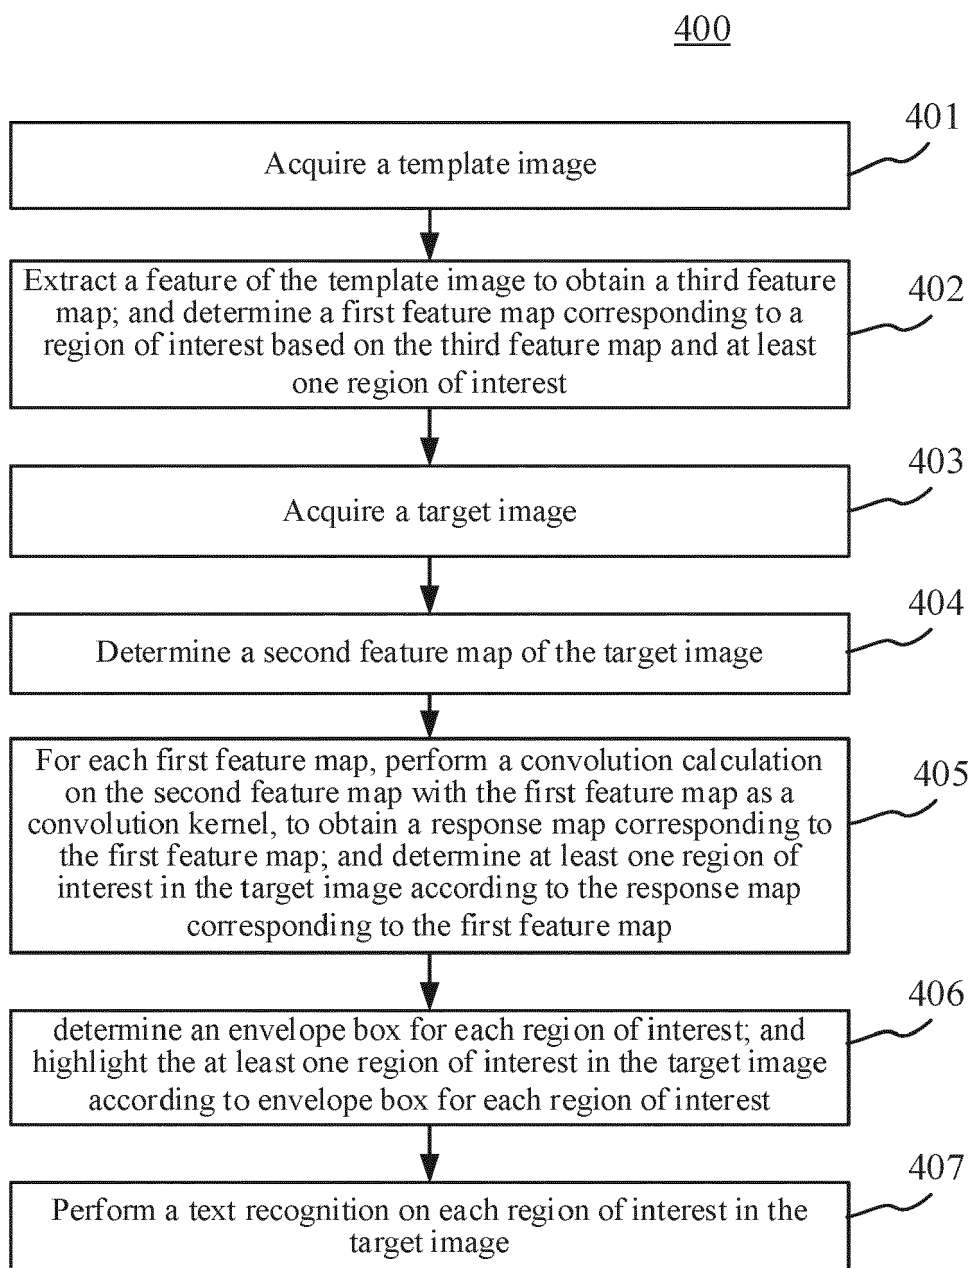 400
401
Acquire a template image
402
Extract a feature of the template image to obtain a third feature
map; and determine a first feature map corresponding to a
region of interest based on the third feature map and at least
one region of interest
403
Acquire a target image
404
Determine a second feature map of the target image
405
For each first feature map, perform a convolution calculation
on the second feature map with the first feature map as a
convolution kernel, to obtain a response map corresponding to
the first feature map; and determine at least one region of
interest in the target image according to the response map
corresponding to the first feature map
406
determine an envelope box for each region of interest; and
highlight the at least one region of interest in the target image
according to envelope box for each region of interest
407
Perform a text recognition on each region of interest in the
target image